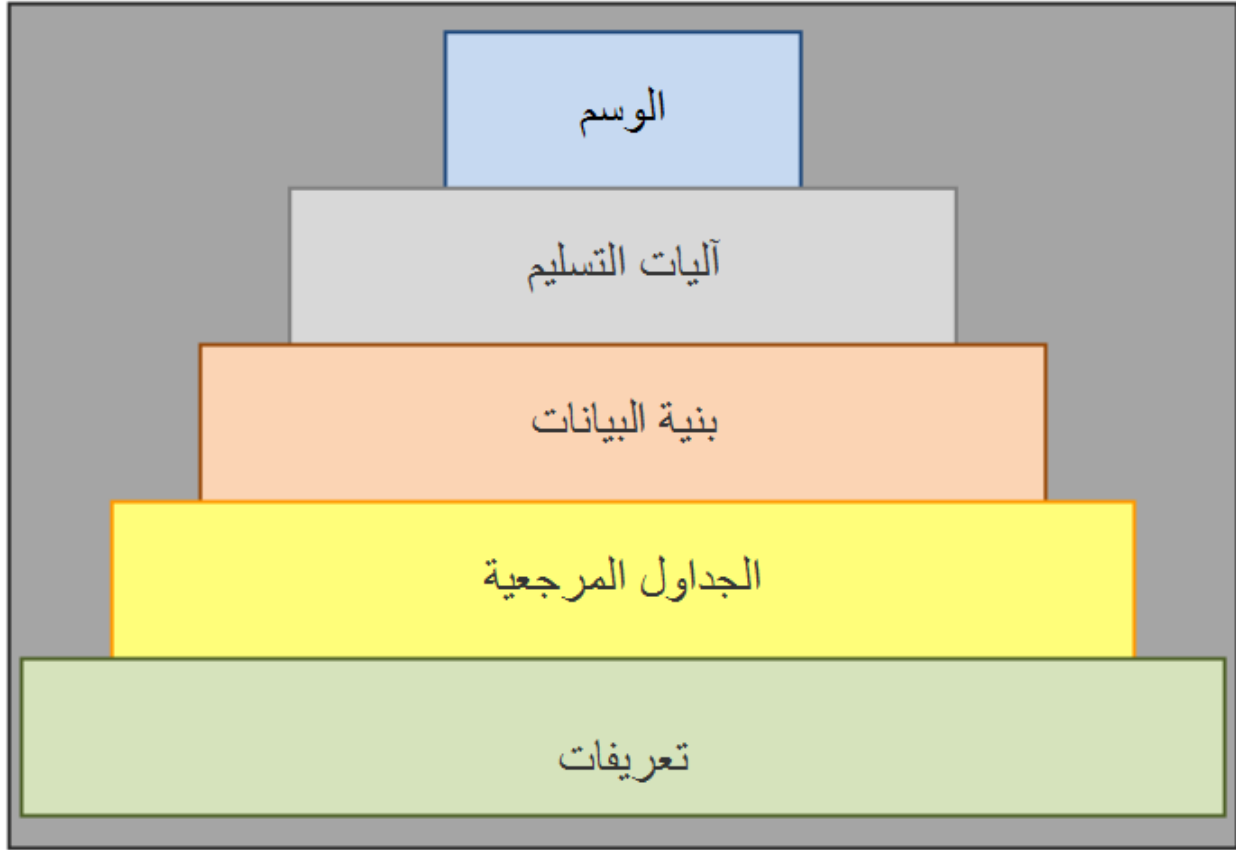 الوسم
آليات التسليم
بنية البيانات
الجداول المرجعية
تعريفات